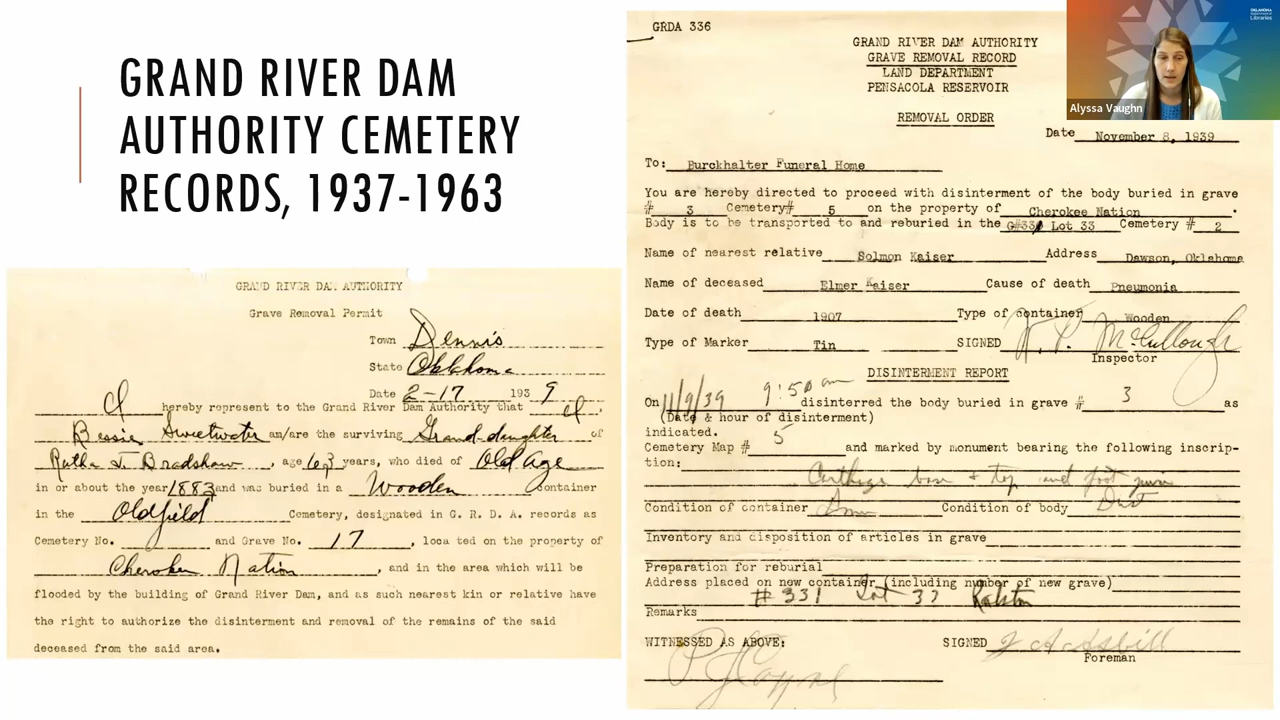 GRAND RIVER DAM
AUTHORITY CEMETERY
RECORDS, 1937-1963
GRAND RIVER DAM AUTHORITY
Grave Removal Permit
Town Dennis
State Oklahoma
Date 2-17 1939
I hereby represent to the Grand River Dam Authority that I,
Bessie Sweetwater am/are the surviving Grand-daughter of
Bradshaw, age 63 years, who died of Old Age
in or about the year 1883 and was buried in a Wooden container
in the Oldfield Cemetery, designated in G. R. D. A. records as
Cemetery No. and Grave No. 17, located on the property of
Cherokee Nation, and in the area which will be
flooded by the building of Grand River Dam, and as such nearest kin or relative have
the right to authorize the disinterment and removal of the remains of the said
deceased from the said area.
GRDA 336
GRAND RIVER DAM AUTHORITY
GRAVE REMOVAL RECORD
LAND DEPARTMENT
PENSACOLA RESERVOIR
REMOVAL ORDER
Date November 8, 1939
To: Burckhalter Funeral Home
You are hereby directed to proceed with disinterment of the body buried in grave
# 3 Cemetery# 5 on the property of Cherokee Nation.
Body is to be transported to and reburied in the Lot 33 Cemetery # 2
Name of nearest relative Solmon Kaiser Address Dawson, Oklahoma
Name of deceased Elmer Kaiser Cause of death Pneumonia
Date of death 1907 Type of container Wooden
Type of Marker Tin SIGNED McCullough
Inspector
DISINTERMENT REPORT
On 11/9/39 9:50 am disinterred the body buried in grave # 3 as
(Date & hour of disinterment)
indicated.
Cemetery Map # 5 and marked by monument bearing the following inscrip-
tion:
Condition of container Condition of body
Inventory and disposition of articles in grave
Preparation for reburial
Address placed on new container (including number of new grave)
# 331 Lot 33 Ralston
Remarks
WITNESSED AS ABOVE: SIGNED
Foreman
Alyssa Vaughn
OKLAHOMA
Department of
Libraries